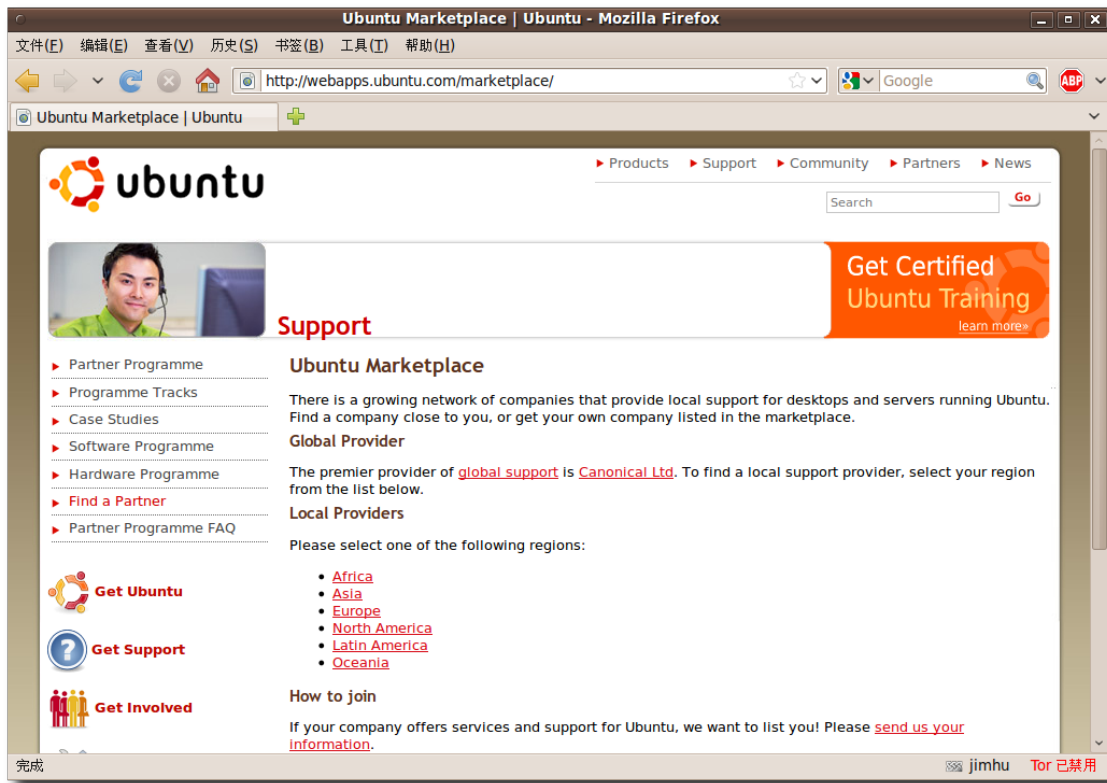 Ubuntu Marketplace | Ubuntu - Mozilla Firefox
文件(F) 编辑(E) 查看(V) 历史(S) 书签(B) 工具(T) 帮助(H)
http://webapps.ubuntu.com/marketplace/ Google ABP
Ubuntu Marketplace | Ubuntu
ubuntu
Products Support Community Partners News
Search Go
Get Certified
Ubuntu Training
learn more»
Support
Partner Programme
Programme Tracks
Case Studies
Software Programme
Hardware Programme
Find a Partner
Partner Programme FAQ
Get Ubuntu
Get Support
Get Involved
Ubuntu Marketplace
There is a growing network of companies that provide local support for desktops and servers running Ubuntu.
Find a company close to you, or get your own company listed in the marketplace.
Global Provider
The premier provider of global support is Canonical Ltd. To find a local support provider, select your region
from the list below.
Local Providers
Please select one of the following regions:
Africa
Asia
Europe
North America
Latin America
Oceania
How to join
If your company offers services and support for Ubuntu, we want to list you! Please send us your
information.
完成 jimhu Tor 已禁用